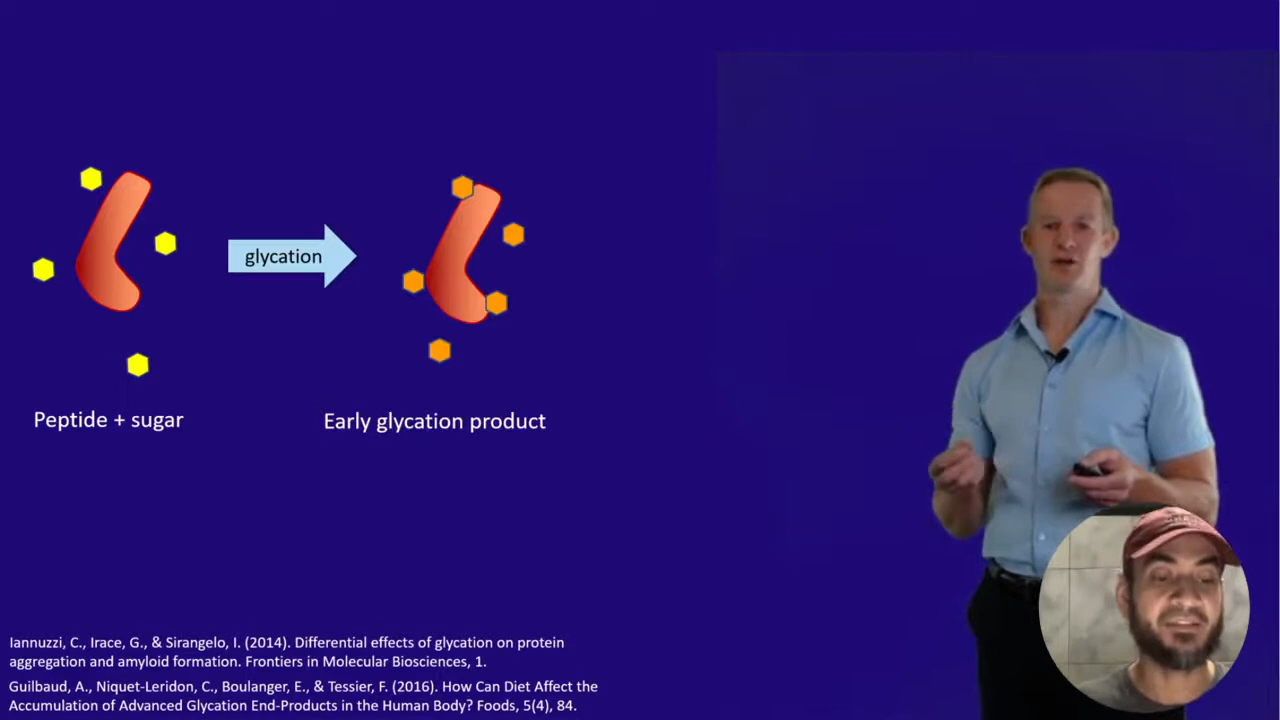 glycation
Peptide + sugar
Early glycation product
Iannuzzi, C., Irace, G., & Sirangelo, I. (2014). Differential effects of glycation on protein
aggregation and amyloid formation. Frontiers in Molecular Biosciences, 1.
Guilbaud, A., Niquet-Leridon, C., Boulanger, E., & Tessier, F. (2016). How Can Diet Affect the
Accumulation of Advanced Glycation End-Products in the Human Body? Foods, 5(4), 84.